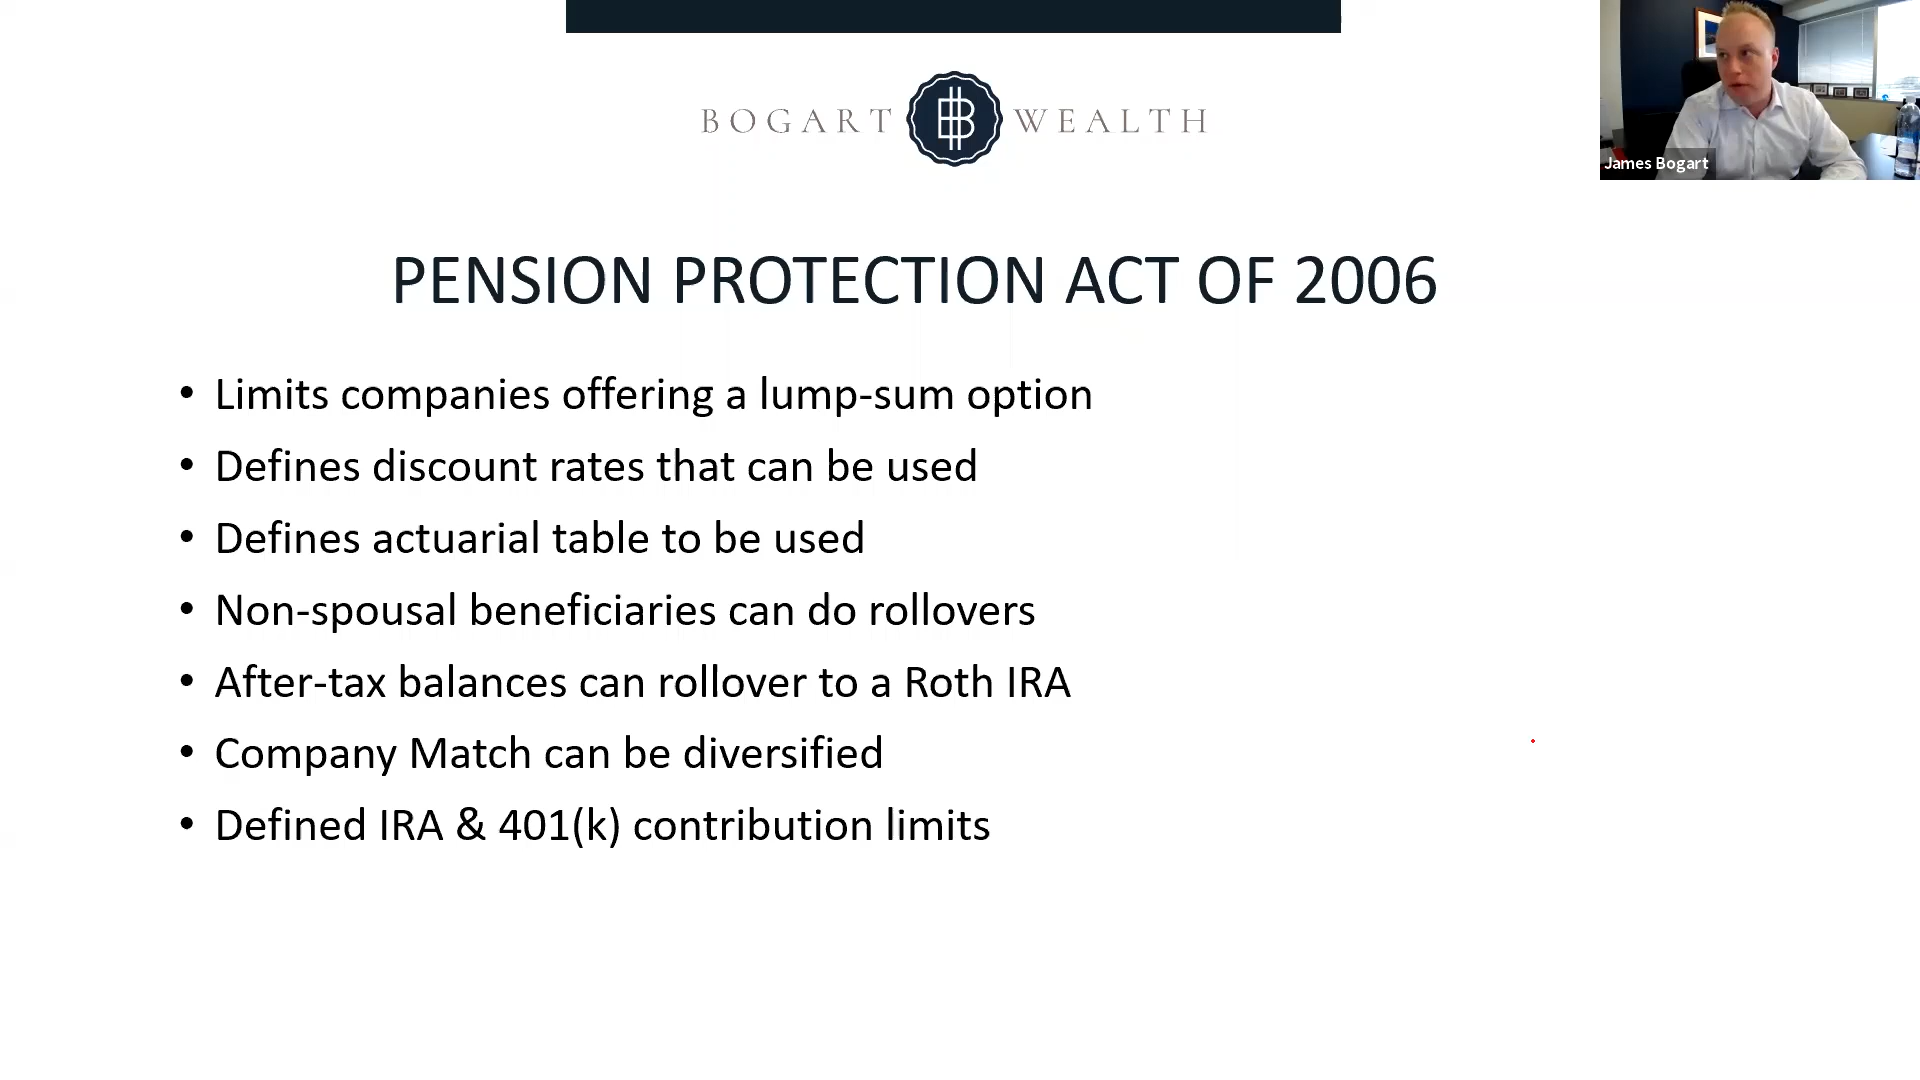 BOGART WEALTH
James Bogart
PENSION PROTECTION ACT OF 2006
• Limits companies offering a lump-sum option
• Defines discount rates that can be used
• Defines actuarial table to be used
• Non-spousal beneficiaries can do rollovers
• After-tax balances can rollover to a Roth IRA
• Company Match can be diversified
• Defined IRA & 401(k) contribution limits